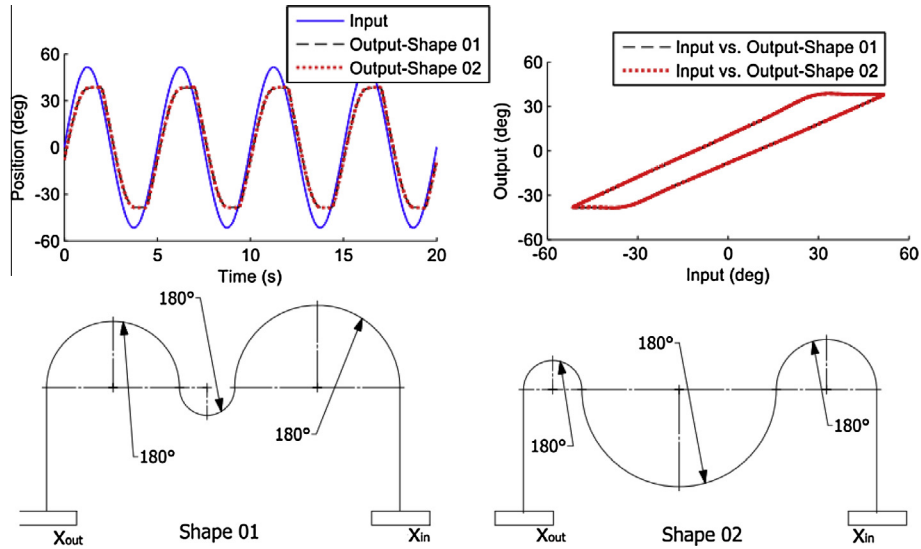 Input
Output-Shape 01
Output-Shape 02
60
30
0
-30
-60
Position (deg)
0
5
10
15
20
Time (s)
Input vs. Output-Shape 01
Input vs. Output-Shape 02
60
30
0
-30
-60
Output (deg)
-60
-30
0
30
60
Input (deg)
180°
180°
180°
Xout
Shape 01
Xin
180°
180°
180°
Xout
Shape 02
Xin